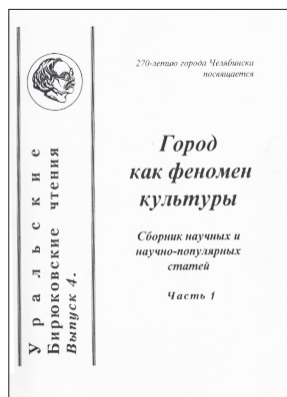 270-летию города Челябинска
посвящается
Город
как феномен
культуры
Сборник научных и
научно-популярных
статей
Часть 1
Уральские
Бирюковские чтения
Выпуск 4.